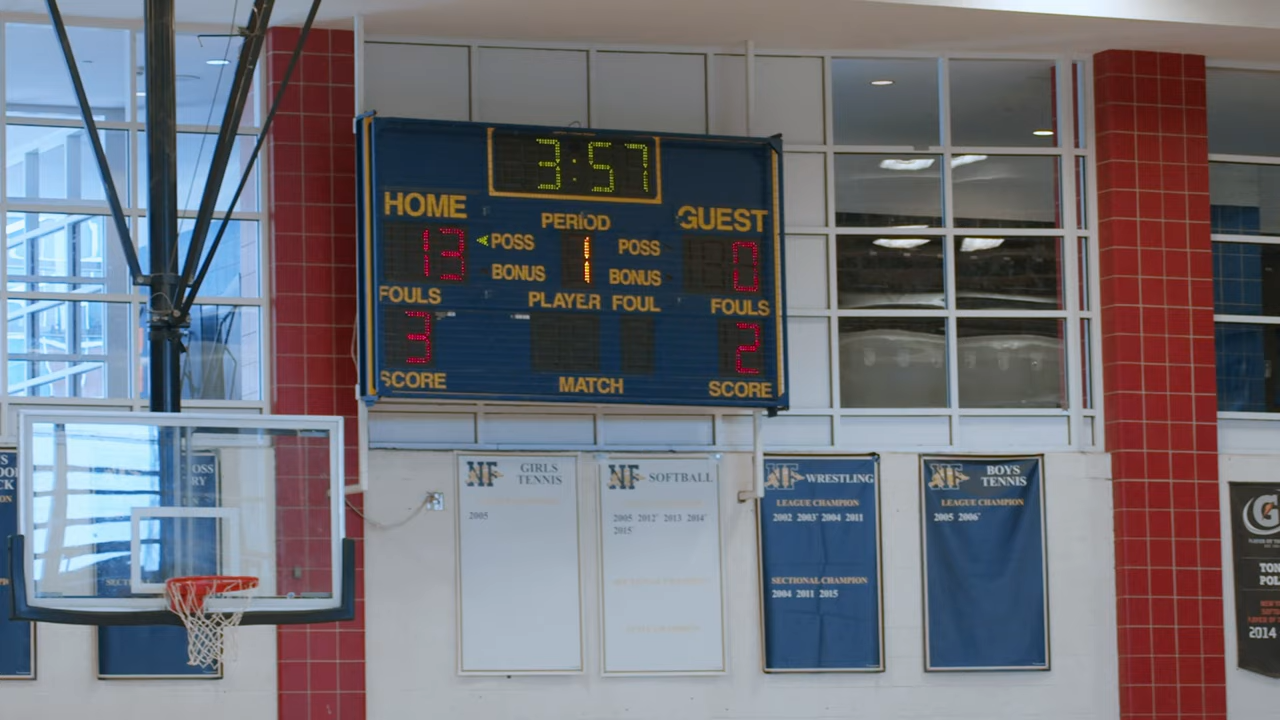 3:57
HOME
PERIOD
GUEST
13
POSS
1
POSS
0
BONUS
BONUS
FOULS
PLAYER FOUL
FOULS
3
2
SCORE
MATCH
SCORE
NF GIRLS
TENNIS
2005
NF SOFTBALL
2005 2012 2013 2014
2015
NF WRESTLING
LEAGUE CHAMPION
2002 2003 2004 2011
SECTIONAL CHAMPION
2004 2011 2015
NF BOYS
TENNIS
LEAGUE CHAMPION
2005 2006
G
2014